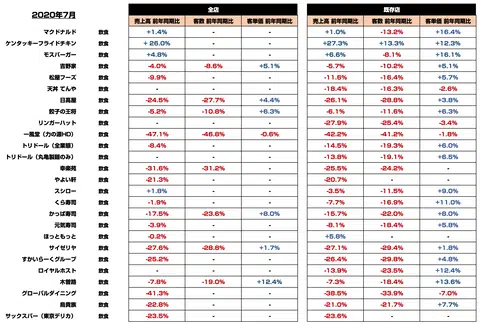 2020年7月
全店 既存店
売上高 前年同期比 客数 前年同期比 客単価 前年同期比 売上高 前年同期比 客数 前年同期比 客単価 前年同期比
マクドナルド 飲食 +1.4% - - +1.0% -13.2% +16.4%
ケンタッキーフライドチキン 飲食 + 26.0% - - +27.3% +13.3% +12.3%
モスバーガー 飲食 +4.8% - - +6.6% -8.1% +16.1%
吉野家 飲食 -4.0% -8.6% +5.1% -5.7% -10.2% +5.1%
松屋フーズ 飲食 -9.9% - - -11.6% -16.4% +5.7%
天丼 てんや 飲食 - - - -18.4% -16.3% -2.6%
日高屋 飲食 -24.5% -27.7% +4.4% -26.1% -28.8% +3.8%
餃子の王将 飲食 -5.2% -10.8% +6.3% -6.1% -11.6% +6.3%
リンガーハット 飲食 - - - -27.9% -25.4% -3.4%
一風堂（力の源HD） 飲食 -47.1% -46.8% -0.6% -42.2% -41.2% -1.8%
トリドール（全業態） 飲食 -8.4% - - -14.5% -19.3% +6.0%
トリドール（丸亀製麺のみ） 飲食 - - - -13.8% -19.1% +6.5%
幸楽苑 飲食 -31.6% -31.2% - -25.5% -24.2% -
やよい軒 飲食 -21.3% - - -20.7% - -
スシロー 飲食 +1.8% - - -3.5% -11.5% +9.0%
くら寿司 飲食 -1.9% - - -7.7% -16.9% +11.0%
かっぱ寿司 飲食 -17.5% -23.6% +8.0% -15.7% -22.0% +8.0%
元気寿司 飲食 -3.9% - - -8.1% -18.4% +5.8%
ほっともっと 飲食 -0.2% - - +5.8% - -
サイゼリヤ 飲食 -27.6% -28.8% +1.7% -27.1% -29.4% +1.8%
すかいらーくグループ 飲食 -25.2% - - -26.4% -29.8% +4.8%
ロイヤルホスト 飲食 - - - -13.9% -23.5% +12.4%
木曽路 飲食 -7.8% -19.0% +12.4% -7.3% -18.4% +13.6%
グローバルダイニング 飲食 -41.3% - - -38.5% -33.9% -7.0%
鳥貴族 飲食 -22.8% - - -21.0% -21.7% +7.7%
サックスバー（東京デリカ） 飲食 -23.5% - - -23.6% - -